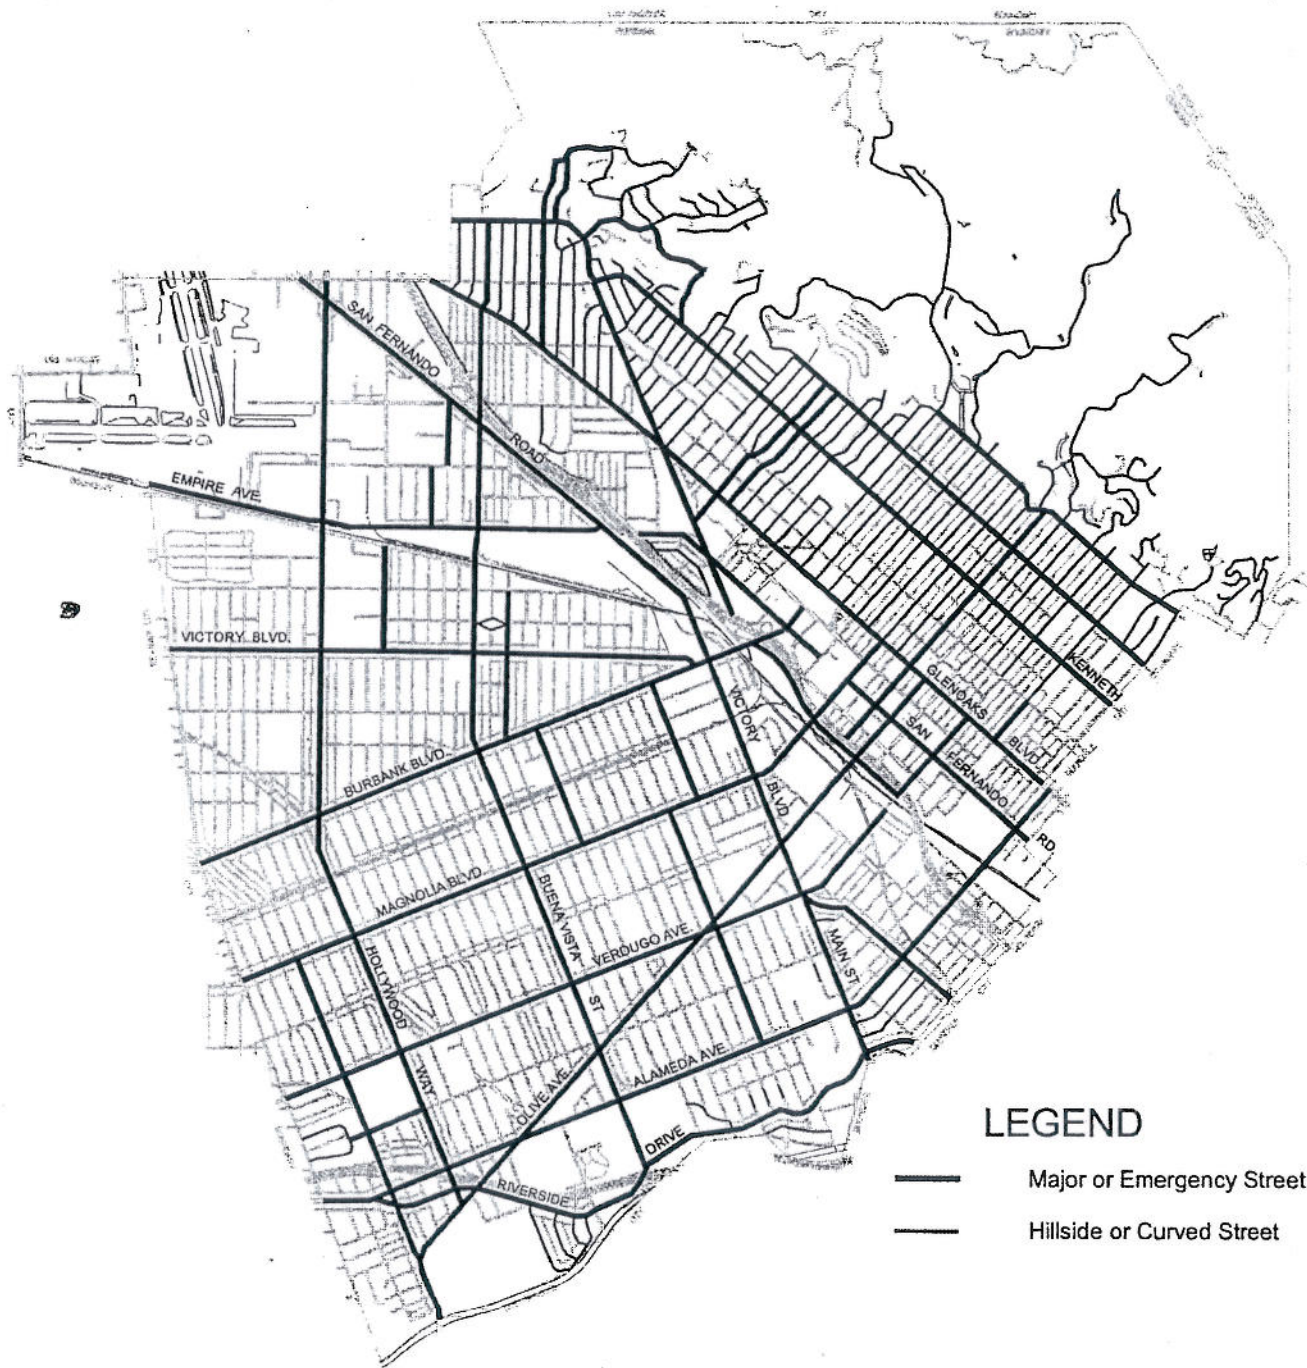 SAN FERNANDO
ROAD
EMPIRE AVE.
VICTORY BLVD.
KENNETH
GLENOAKS
BLVD.
VICTORY
BLVD
SAN
FERNANDO
RD.
BURBANK BLVD.
MAGNOLIA BLVD.
BUENA VISTA
ST
VERDUGO AVE.
MAIN ST
HOLLYWOOD
WAY
OLIVE AVE.
ALAMEDA AVE.
DRIVE
RIVERSIDE
LEGEND
Major or Emergency Street
Hillside or Curved Street